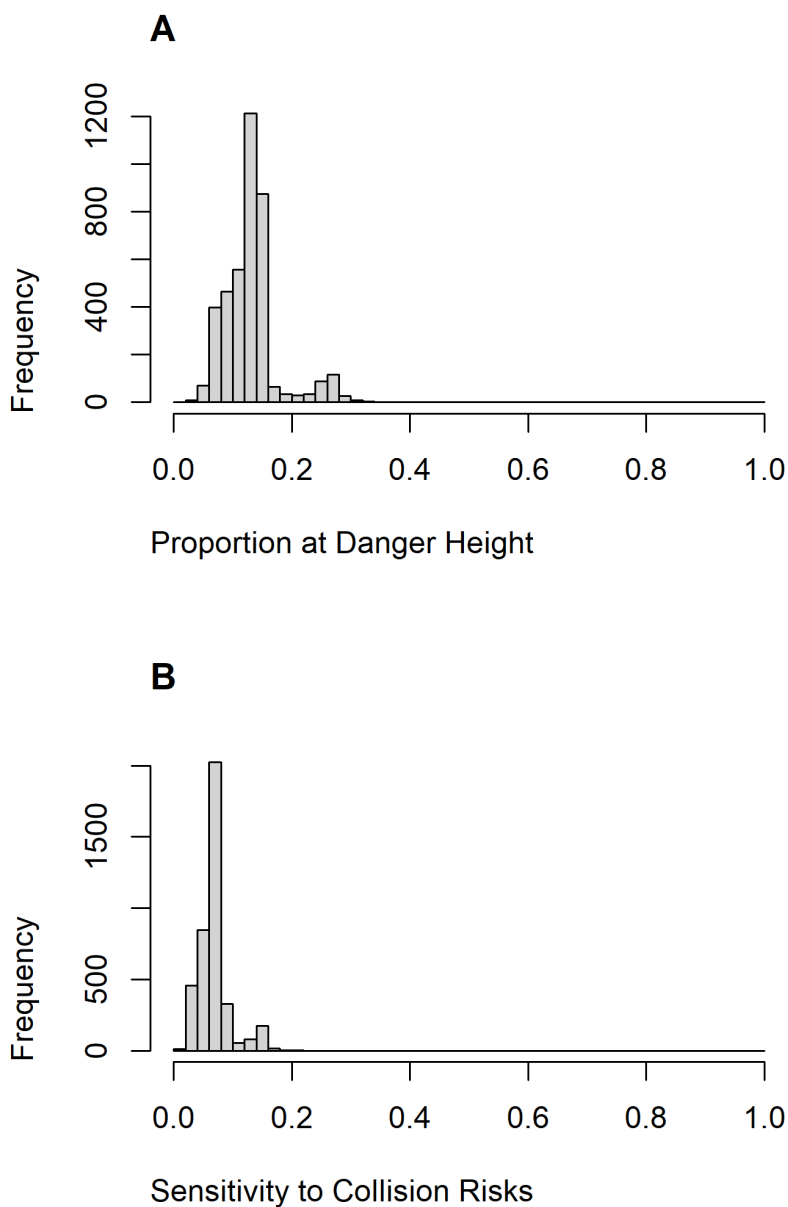 A
Frequency
1200
800
400
0
0.0 0.2 0.4 0.6 0.8 1.0
Proportion at Danger Height
B
Frequency
1500
500
0
0.0 0.2 0.4 0.6 0.8 1.0
Sensitivity to Collision Risks